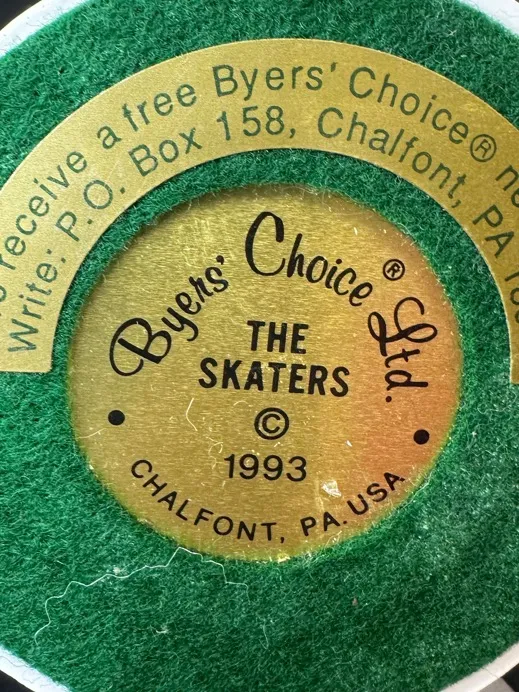 receive a free Byers' Choice®
Write: P.O. Box 158, Chalfont, PA
Byers' Choice® Ltd.
THE
SKATERS
©
1993
CHALFONT, PA. USA